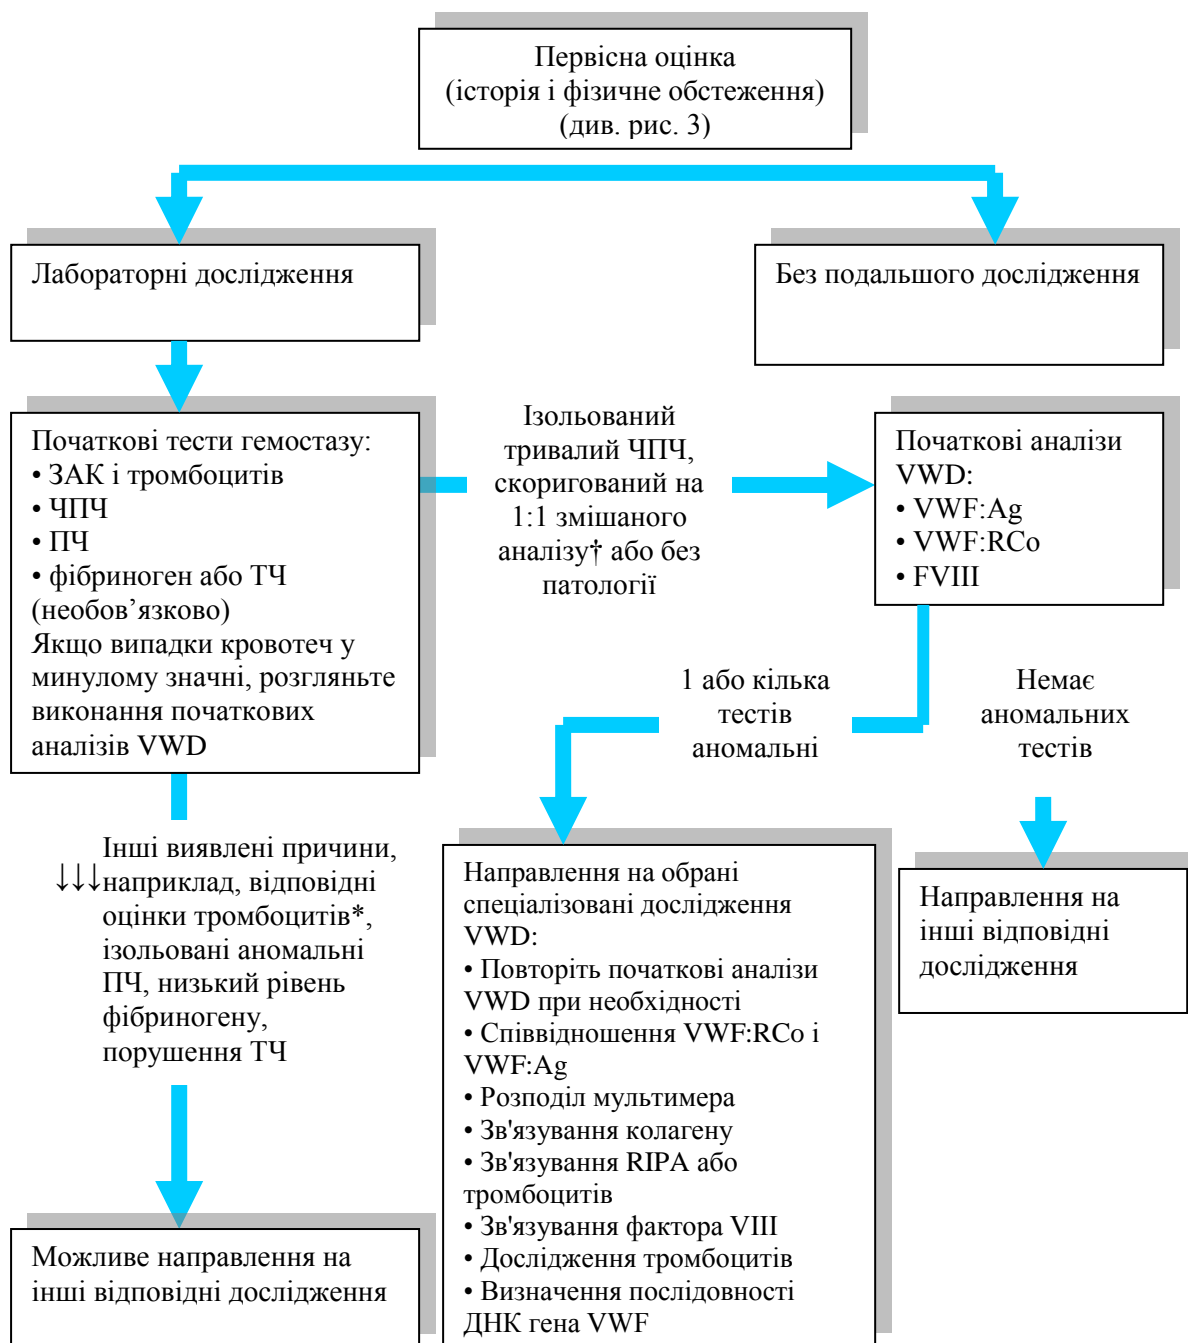 Первісна оцінка
(історія і фізичне обстеження)
(див. рис. 3)
Лабораторні дослідження
Без подальшого дослідження
Початкові тести гемостазу:
• ЗАК і тромбоцитів
• ЧПЧ
• ПЧ
• фібриноген або ТЧ
(необов’язково)
Якщо випадки кровотеч у
минулому значні, розгляньте
виконання початкових
аналізів VWD
Ізольований
тривалий ЧПЧ,
скоригований на
1:1 змішаного
аналізу† або без
патології
Початкові аналізи
VWD:
• VWF:Ag
• VWF:RCo
• FVIII
1 або кілька
тестів
аномальні
Немає
аномальних
тестів
Інші виявлені причини,
↓↓↓наприклад, відповідні
оцінки тромбоцитів*,
ізольовані аномальні
ПЧ, низький рівень
фібриногену,
порушення ТЧ
Направлення на обрані
спеціалізовані дослідження
VWD:
• Повторіть початкові аналізи
VWD при необхідності
• Співвідношення VWF:RCo і
VWF:Ag
• Розподіл мультимера
• Зв'язування колагену
• Зв'язування RIPA або
тромбоцитів
• Зв'язування фактора VIII
• Дослідження тромбоцитів
• Визначення послідовності
ДНК гена VWF
Направлення на
інші відповідні
дослідження
Можливе направлення на
інші відповідні дослідження